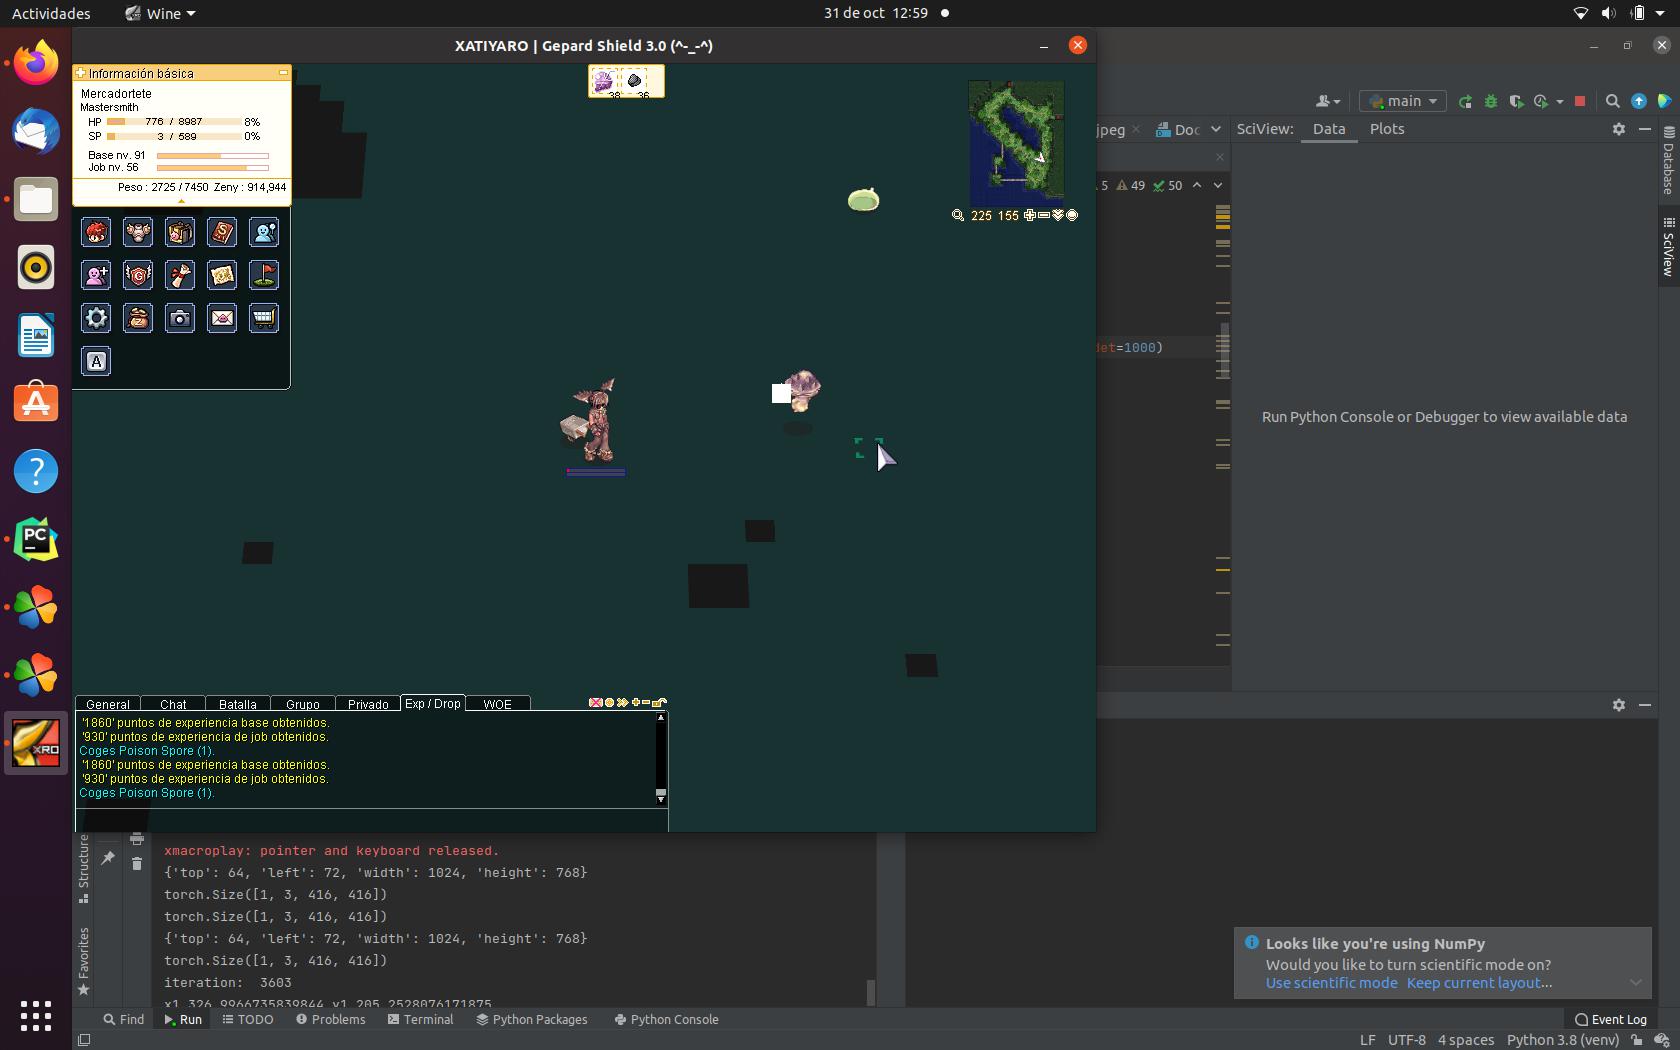 Actividades
Wine
31 de oct 12:59
XATIYARO | Gepard Shield 3.0 (^-_-^)
Información básica
Mercadortete
Mastersmith
HP 776 / 8987 8%
SP 3 / 589 0%
Base nv. 91
Job nv. 56
Peso : 2725 / 7450 Zeny : 914,944
38 36
225 155
General Chat Batalla Grupo Privado Exp / Drop WOE
'1860' puntos de experiencia base obtenidos.
'930' puntos de experiencia de job obtenidos.
Coges Poison Spore (1).
'1860' puntos de experiencia base obtenidos.
'930' puntos de experiencia de job obtenidos.
Coges Poison Spore (1).
main
jpeg
Doc
SciView: Data Plots
5 49 50
det=1000)
Run Python Console or Debugger to view available data
Database
SciView
Structure
Favorites
xmacroplay: pointer and keyboard released.
{'top': 64, 'left': 72, 'width': 1024, 'height': 768}
torch.Size([1, 3, 416, 416])
torch.Size([1, 3, 416, 416])
{'top': 64, 'left': 72, 'width': 1024, 'height': 768}
torch.Size([1, 3, 416, 416])
iteration:  3603
x1 326.9966735839844 y1 205.2528076171875
Looks like you're using NumPy
Would you like to turn scientific mode on?
Use scientific mode Keep current layout...
Find Run TODO Problems Terminal Python Packages Python Console
Event Log
LF UTF-8 4 spaces Python 3.8 (venv)
PC
XRO
A